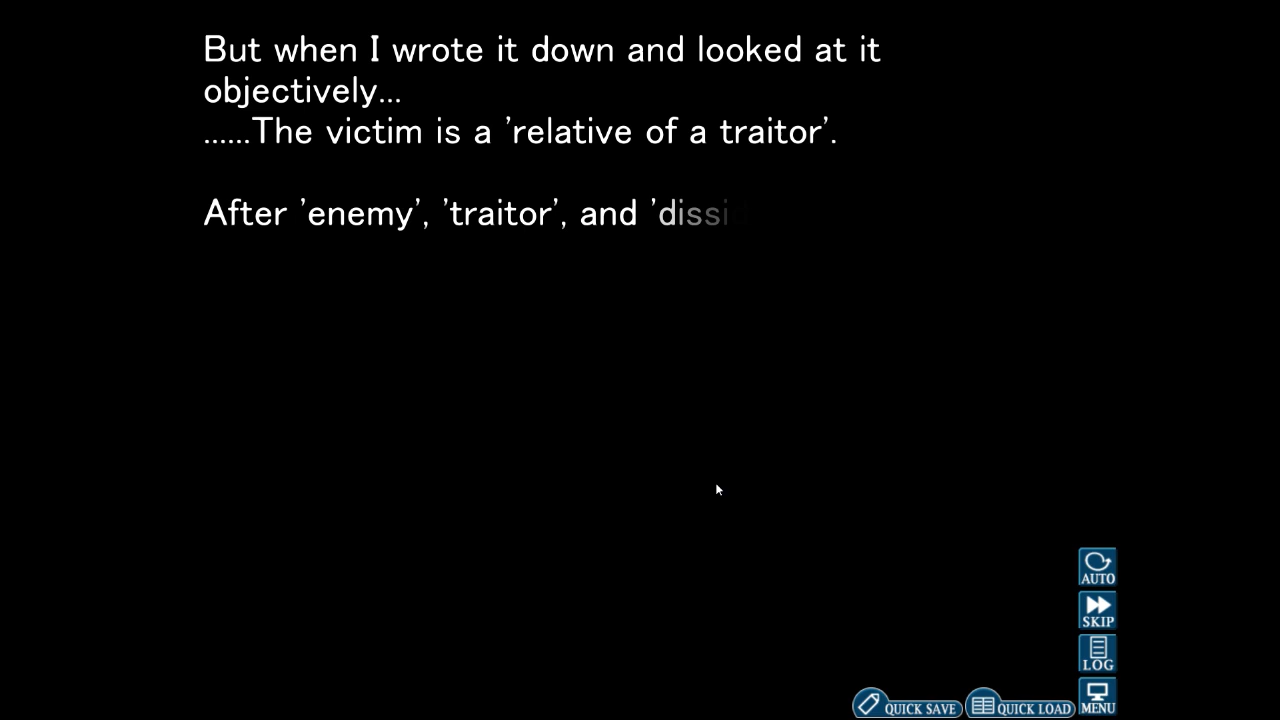 But when I wrote it down and looked at it
objectively...
......The victim is a 'relative of a traitor'.
After 'enemy', 'traitor', and 'dissid
AUTO
SKIP
LOG
QUICK SAVE
QUICK LOAD
MENU